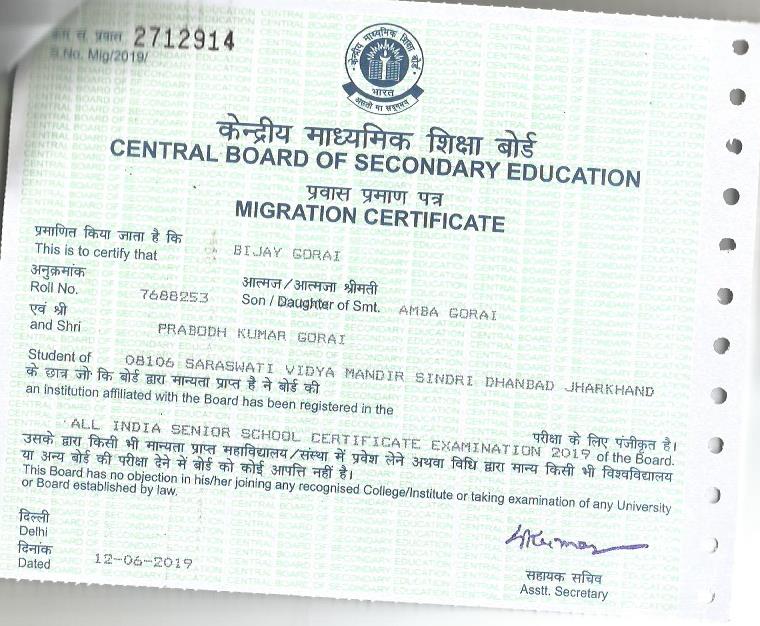 क्रम सं. प्रवास 2712914
S.No. Mig/2019/
केन्द्रीय माध्यमिक शिक्षा बोर्ड
भारत
असतो मा सद्गमय
केन्द्रीय माध्यमिक शिक्षा बोर्ड
CENTRAL BOARD OF SECONDARY EDUCATION
प्रवास प्रमाण पत्र
MIGRATION CERTIFICATE
प्रमाणित किया जाता है कि
This is to certify that BIJAY GORAI
अनुक्रमांक आत्मज/आत्मजा श्रीमती
Roll No. 7688253 Son / Daughter of Smt. AMBA GORAI
एवं श्री
and Shri PRABODH KUMAR GORAI
Student of 08106 SARASWATI VIDYA MANDIR SINDRI DHANBAD JHARKHAND
के छात्र जो कि बोर्ड द्वारा मान्यता प्राप्त है ने बोर्ड की
an institution affiliated with the Board has been registered in the
परीक्षा के लिए पंजीकृत है।
ALL INDIA SENIOR SCHOOL CERTIFICATE EXAMINATION 2019 of the Board.
उसके द्वारा किसी भी मान्यता प्राप्त महाविद्यालय/संस्था में प्रवेश लेने अथवा विधि द्वारा मान्य किसी भी विश्वविद्यालय
या अन्य बोर्ड की परीक्षा देने में बोर्ड को कोई आपत्ति नहीं है।
This Board has no objection in his/her joining any recognised College/Institute or taking examination of any University
or Board established by law.
दिल्ली
Delhi
दिनांक
Dated 12-06-2019
सहायक सचिव
Asstt. Secretary